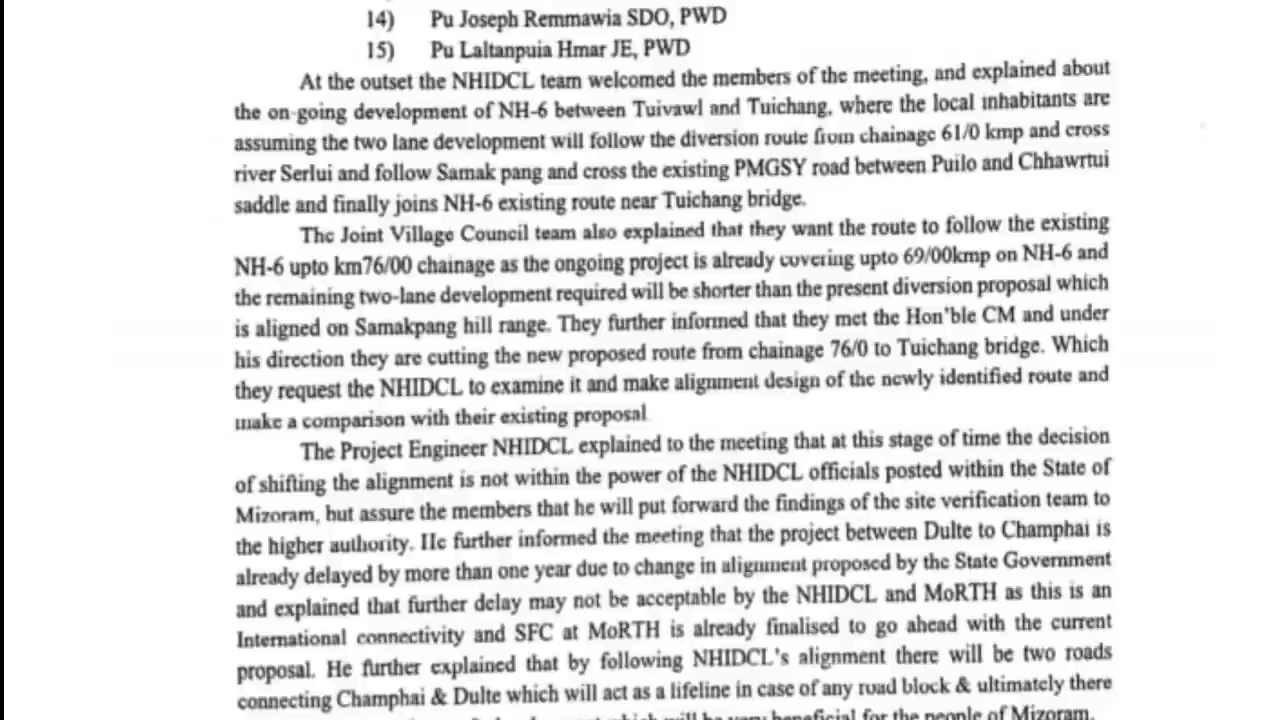 14) Pu Joseph Remmawia SDO, PWD
15) Pu Laltanpuia Hmar JE, PWD
At the outset the NHIDCL team welcomed the members of the meeting, and explained about
the on-going development of NH-6 between Tuivawl and Tuichang, where the local inhabitants are
assuming the two lane development will follow the diversion route from chainage 61/0 kmp and cross
river Serlui and follow Samak pang and cross the existing PMGSY road between Puilo and Chhawrtui
saddle and finally joins NH-6 existing route near Tuichang bridge.
The Joint Village Council team also explained that they want the route to follow the existing
NH-6 upto km76/00 chainage as the ongoing project is already covering upto 69/00kmp on NH-6 and
the remaining two-lane development required will be shorter than the present diversion proposal which
is aligned on Samakpang hill range. They further informed that they met the Hon'ble CM and under
his direction they are cutting the new proposed route from chainage 76/0 to Tuichang bridge. Which
they request the NHIDCL to examine it and make alignment design of the newly identified route and
make a comparison with their existing proposal
The Project Engineer NHIDCL explained to the meeting that at this stage of time the decision
of shifting the alignment is not within the power of the NHIDCL officials posted within the State of
Mizoram, but assure the members that he will put forward the findings of the site verification team to
the higher authority. He further informed the meeting that the project between Dulte to Champhai is
already delayed by more than one year due to change in alignment proposed by the State Government
and explained that further delay may not be acceptable by the NHIDCL and MoRTH as this is an
International connectivity and SFC at MoRTH is already finalised to go ahead with the current
proposal. He further explained that by following NHIDCL's alignment there will be two roads
connecting Champhai & Dulte which will act as a lifeline in case of any road block & ultimately there
which will be very beneficial for the people of Mizoram.